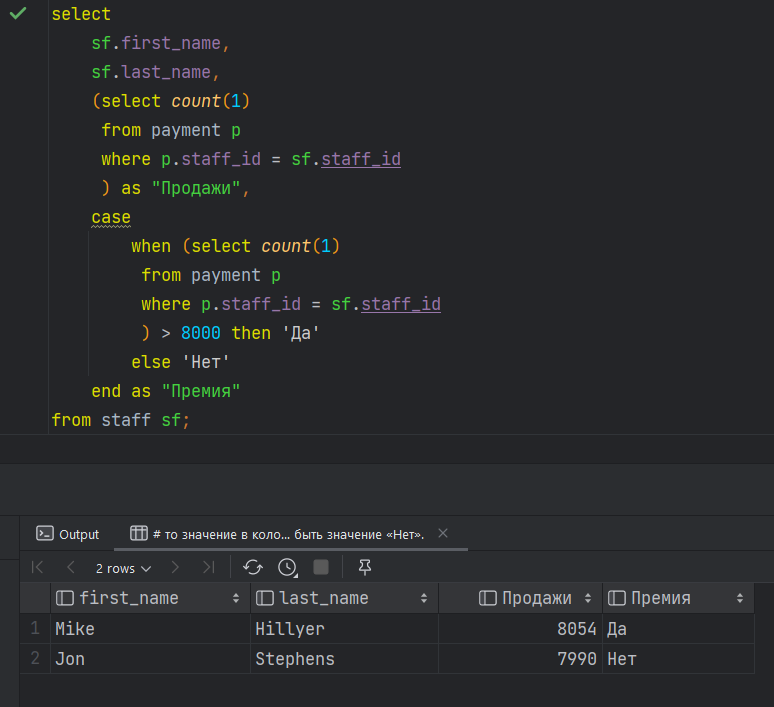 select
sf.first_name,
sf.last_name,
(select count(1)
from payment p
where p.staff_id = sf.staff_id
) as "Продажи",
case
when (select count(1)
from payment p
where p.staff_id = sf.staff_id
) > 8000 then 'Да'
else 'Нет'
end as "Премия"
from staff sf;
Output
# то значение в коло... быть значение «Нет».
2 rows
first_name last_name Продажи Премия
1 Mike Hillyer 8054 Да
2 Jon Stephens 7990 Нет